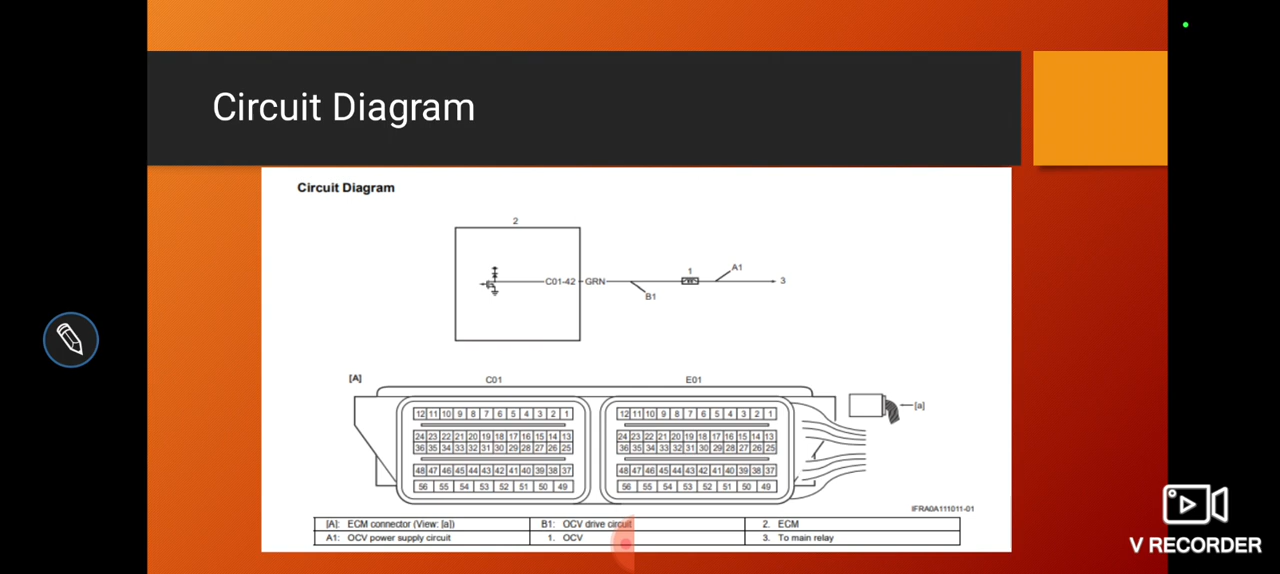 Circuit Diagram
Circuit Diagram
2
C01-42 GRN
1
A1
3
B1
[A]
C01
E01
[a]
12 11 10 9 8 7 6 5 4 3 2 1
24 23 22 21 20 19 18 17 16 15 14 13
36 35 34 33 32 31 30 29 28 27 26 25
48 47 46 45 44 43 42 41 40 39 38 37
56 55 54 53 52 51 50 49
12 11 10 9 8 7 6 5 4 3 2 1
24 23 22 21 20 19 18 17 16 15 14 13
36 35 34 33 32 31 30 29 28 27 26 25
48 47 46 45 44 43 42 41 40 39 38 37
56 55 54 53 52 51 50 49
IFRA0A111011-01
[A]: ECM connector (View: [a]) B1: OCV drive circuit 2. ECM
A1: OCV power supply circuit 1. OCV 3. To main relay
V RECORDER